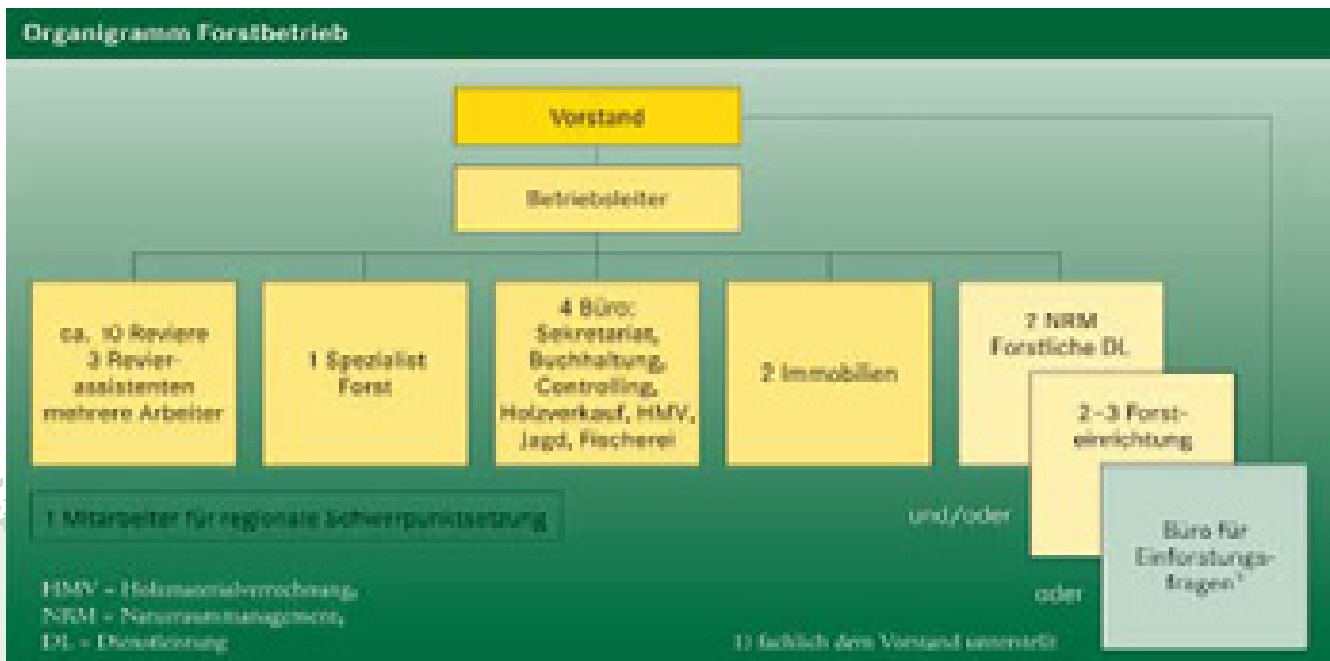 Organigramm Forstbetrieb
Vorstand
Betriebsleiter
ca. 10 Reviere
3 Revier-
assistenten
mehrere Arbeiter
1 Spezialist
Forst
4 Büro:
Sekretariat,
Buchhaltung,
Controlling,
Holzverkauf, HMV,
Jagd, Fischerei
2 Immobilien
NRM
Forstliche DL
2–3 Forst-
einrichtung
Büro für
Einforstungs-
fragen¹
1 Mitarbeiter für regionale Schwerpunktsetzung
und/oder
oder
HMV = Holzmaterialverrechnung,
NRM = Naturraummanagement,
DL = Dienstleistung
1) fachlich dem Vorstand unterstellt